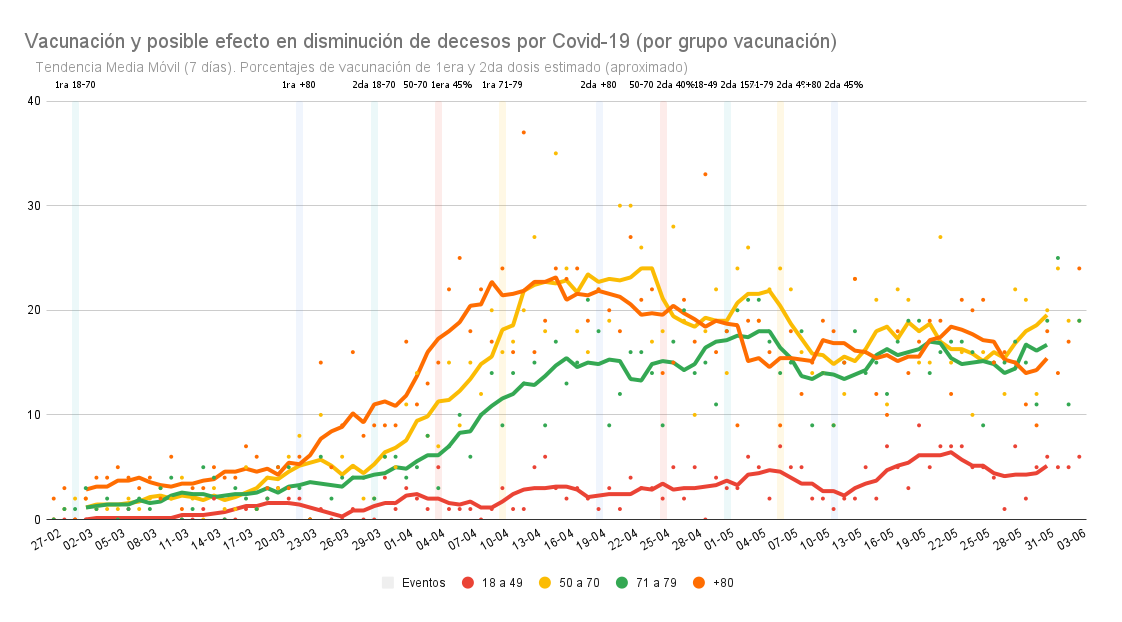 Vacunación y posible efecto en disminución de decesos por Covid-19 (por grupo vacunación)
Tendencia Media Móvil (7 días). Porcentajes de vacunación de 1era y 2da dosis estimado (aproximado)
1ra 18-70 1ra +80 2da 18-70 50-70 1era 45% 1ra 71-79 2da +80 50-70 2da 40% 18-49 2da 15 71-79 2da 49 +80 2da 45%
40
30
20
10
0
27-02 02-03 05-03 08-03 11-03 14-03 17-03 20-03 23-03 26-03 29-03 01-04 04-04 07-04 10-04 13-04 16-04 19-04 22-04 25-04 28-04 01-05 04-05 07-05 10-05 13-05 16-05 19-05 22-05 25-05 28-05 31-05 03-06
Eventos 18 a 49 50 a 70 71 a 79 +80